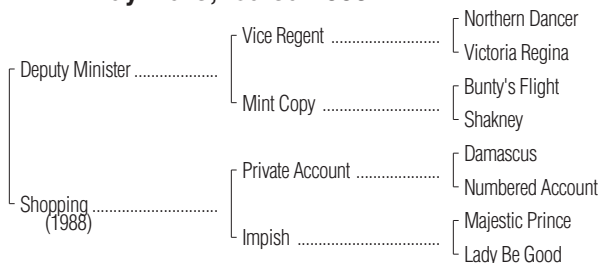 Northern Dancer
Vice Regent ........................
Victoria Regina
Deputy Minister ...................
Bunty's Flight
Mint Copy ..........................
Shakney
Damascus
Private Account ..................
Numbered Account
Shopping ............................
(1988)
Majestic Prince
Impish ................................
Lady Be Good